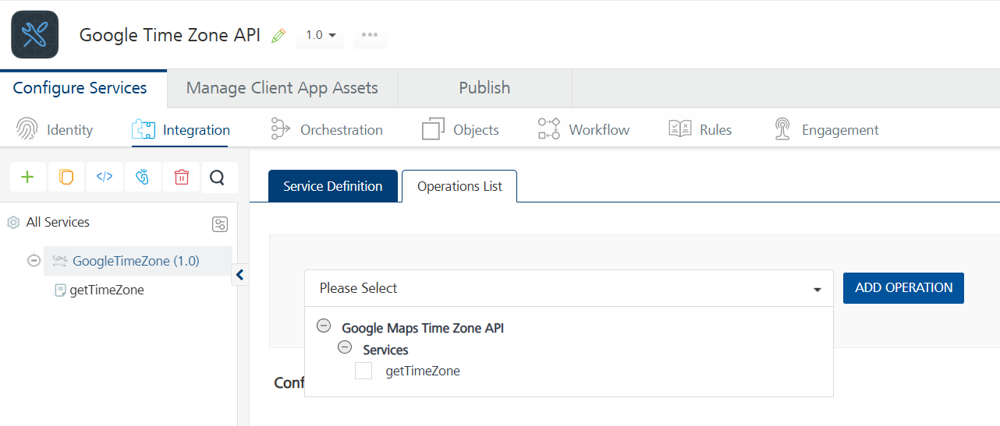 Google Time Zone API 1.0
Configure Services Manage Client App Assets Publish
Identity Integration Orchestration Objects Workflow Rules Engagement
</>
Service Definition Operations List
All Services
GoogleTimeZone (1.0)
getTimeZone
Please Select
ADD OPERATION
Google Maps Time Zone API
Services
getTimeZone
Conf